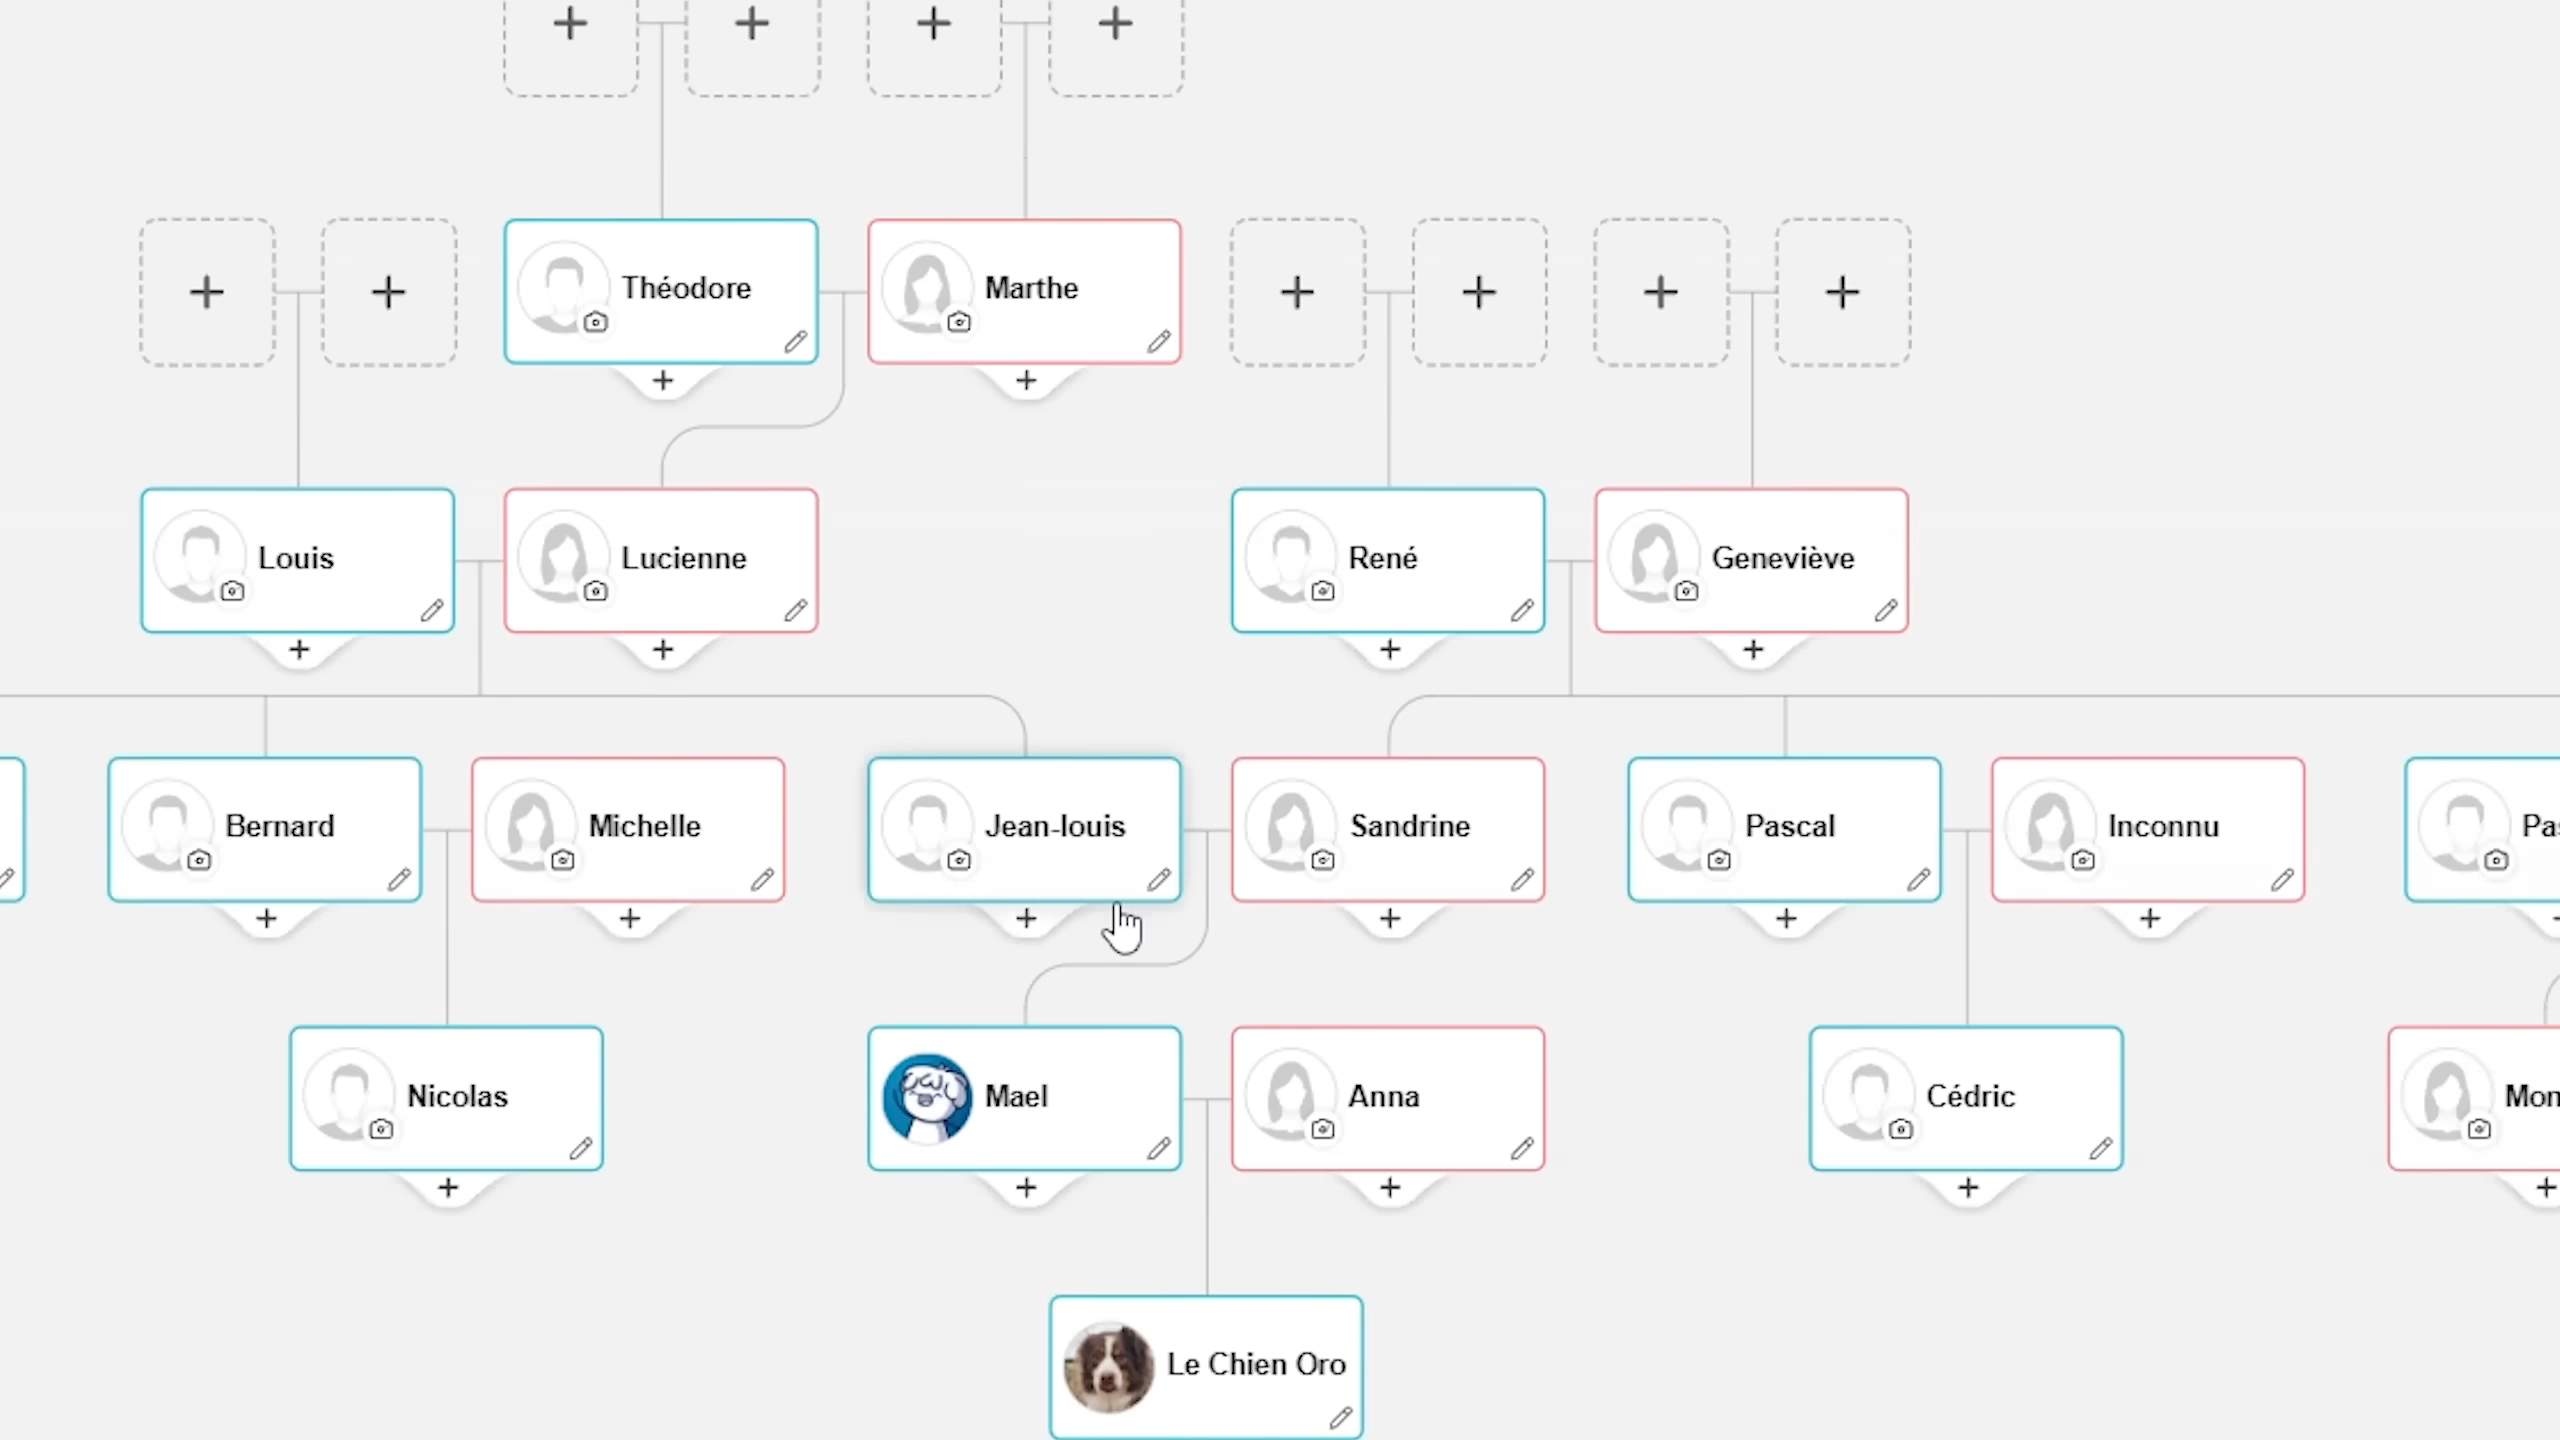 Théodore
Marthe
Louis
Lucienne
René
Geneviève
Bernard
Michelle
Jean-louis
Sandrine
Pascal
Inconnu
Nicolas
Mael
Anna
Cédric
Le Chien Oro